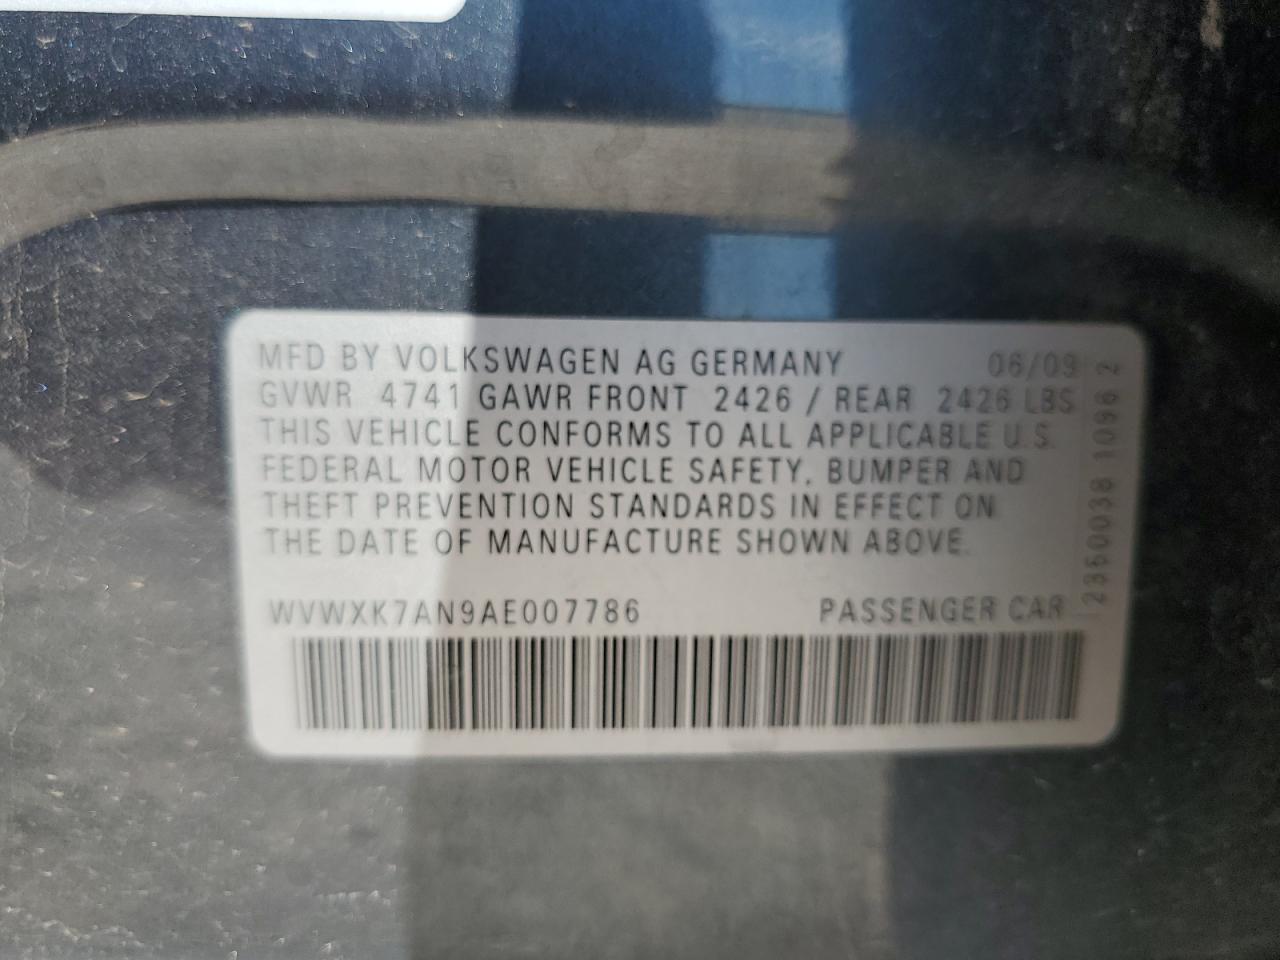 MFD BY VOLKSWAGEN AG GERMANY 06/09
GVWR 4741 GAWR FRONT 2426 / REAR 2426 LBS
THIS VEHICLE CONFORMS TO ALL APPLICABLE U.S.
FEDERAL MOTOR VEHICLE SAFETY, BUMPER AND
THEFT PREVENTION STANDARDS IN EFFECT ON
THE DATE OF MANUFACTURE SHOWN ABOVE.
WVWXK7AN9AE007786 PASSENGER CAR
23600038 1096 2